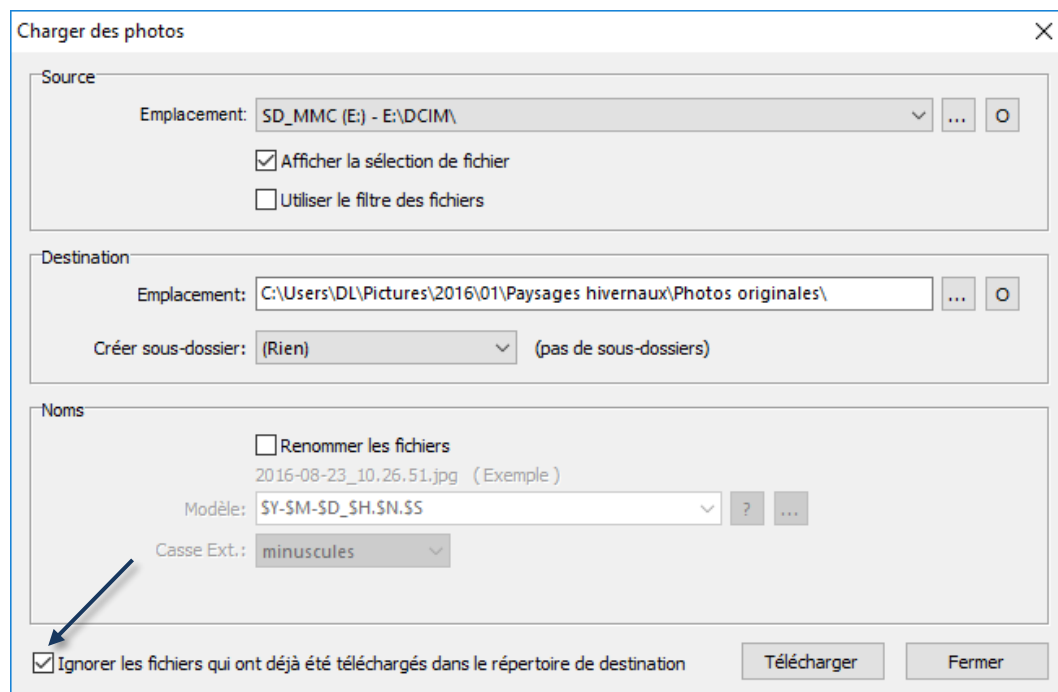 Charger des photos
Source
Emplacement: SD_MMC (E:) - E:\DCIM\ ... O
Afficher la sélection de fichier
Utiliser le filtre des fichiers
Destination
Emplacement: C:\Users\DL\Pictures\2016\01\Paysages hivernaux\Photos originales\ ... O
Créer sous-dossier: (Rien) (pas de sous-dossiers)
Noms
Renommer les fichiers
2016-08-23_10.26.51.jpg ( Exemple )
Modèle: $Y-$M-$D_$H.$N.$S ? ...
Casse Ext.: minuscules
Ignorer les fichiers qui ont déjà été téléchargés dans le répertoire de destination Télécharger Fermer